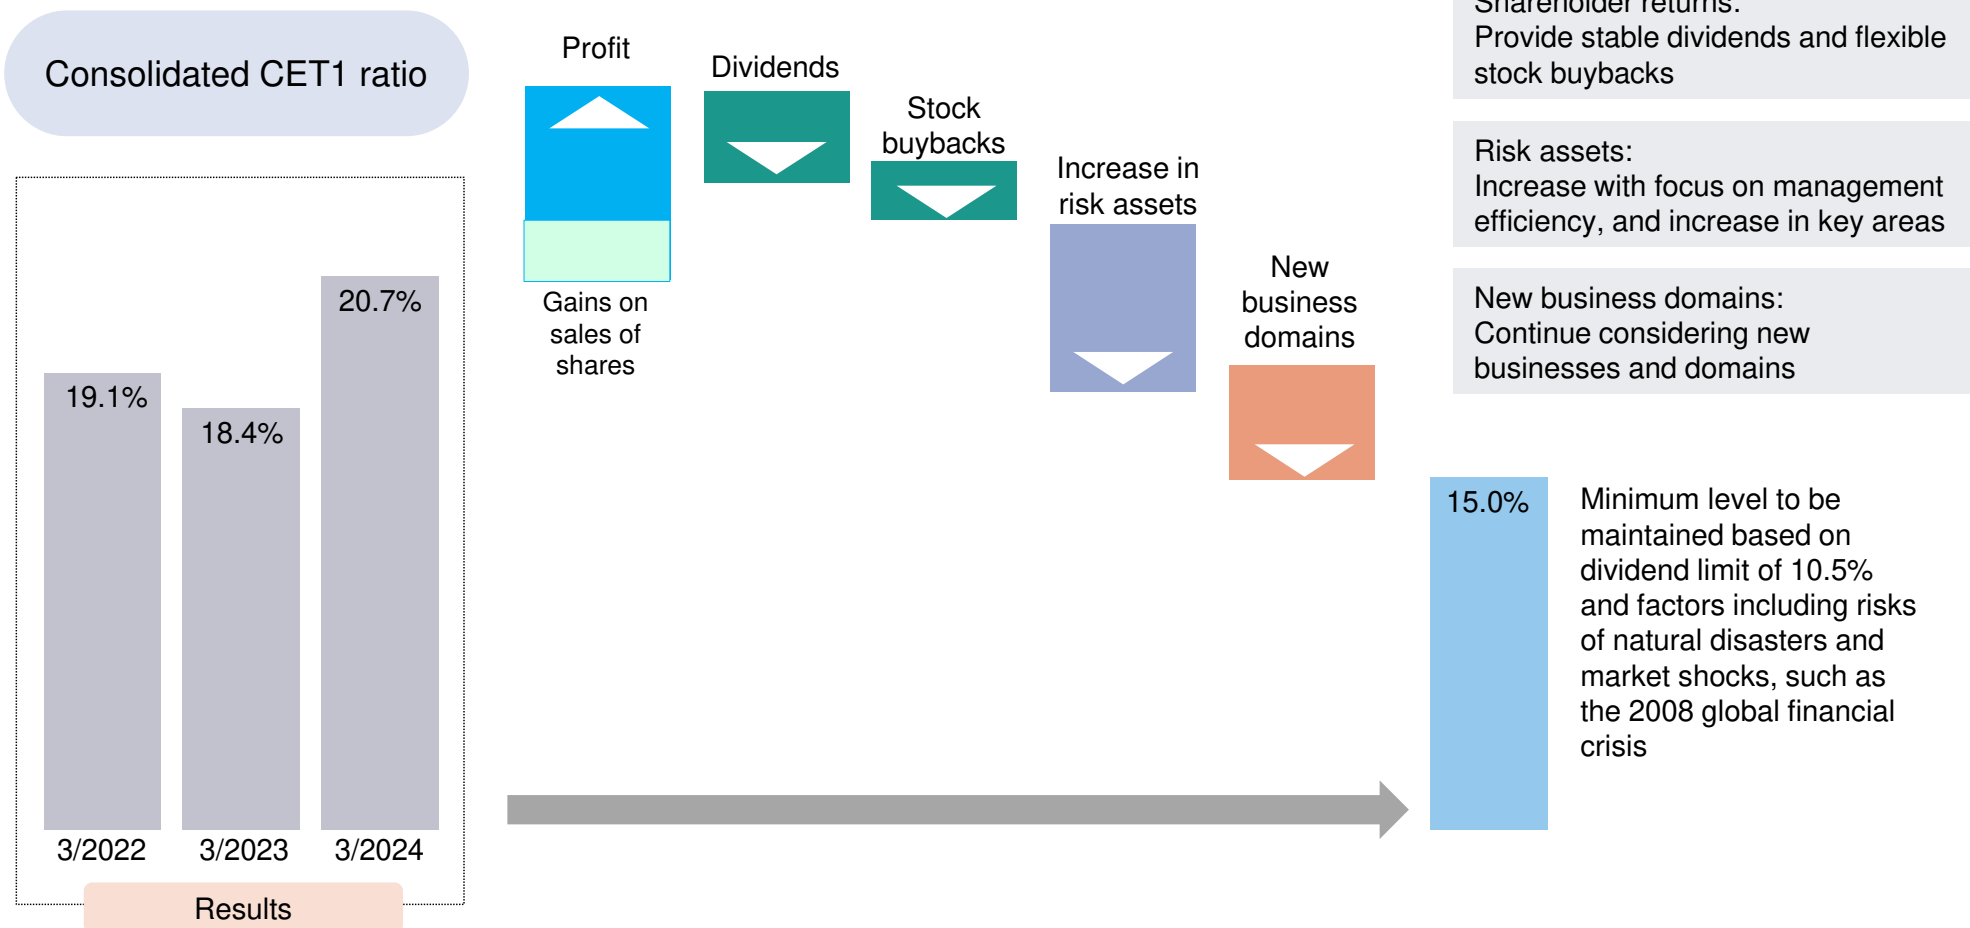 Consolidated CET1 ratio
19.1%
18.4%
20.7%
3/2022
3/2023
3/2024
Results
Profit
Gains on
sales of
shares
Dividends
Stock
buybacks
Increase in
risk assets
New
business
domains
Shareholder returns:
Provide stable dividends and flexible
stock buybacks
Risk assets:
Increase with focus on management
efficiency, and increase in key areas
New business domains:
Continue considering new
businesses and domains
15.0%
Minimum level to be
maintained based on
dividend limit of 10.5%
and factors including risks
of natural disasters and
market shocks, such as
the 2008 global financial
crisis